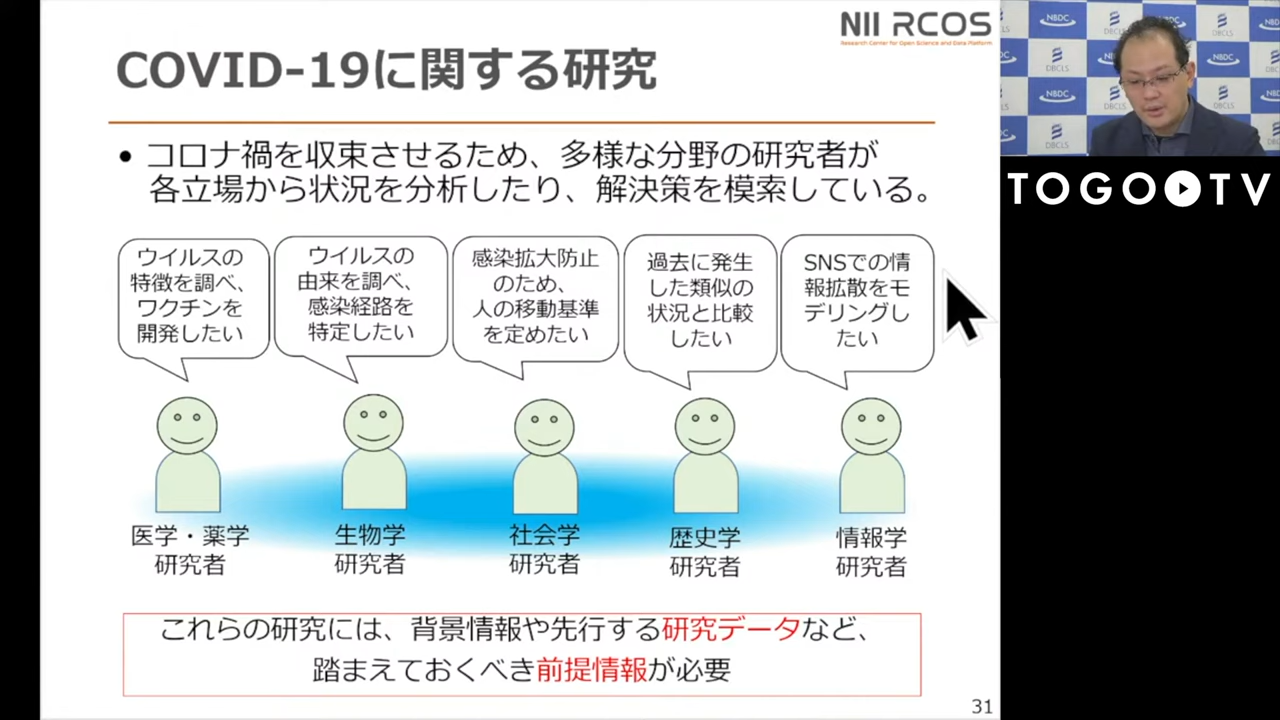 NII RCOS
Research Center for Open Science and Data Platform
COVID-19に関する研究
• コロナ禍を収束させるため、多様な分野の研究者が
各立場から状況を分析したり、解決策を模索している。
ウイルスの
特徴を調べ、
ワクチンを
開発したい
ウイルスの
由来を調べ、
感染経路を
特定したい
感染拡大防止
のため、
人の移動基準
を定めたい
過去に発生
した類似の
状況と比較
したい
SNSでの情
報拡散をモ
デリングし
たい
医学・薬学
研究者
生物学
研究者
社会学
研究者
歴史学
研究者
情報学
研究者
これらの研究には、背景情報や先行する研究データなど、
踏まえておくべき前提情報が必要
31
NBDC
DBCLS
NBDC
DBCLS
NBDC
DBCLS
NBDC
DBCLS
TOGO TV